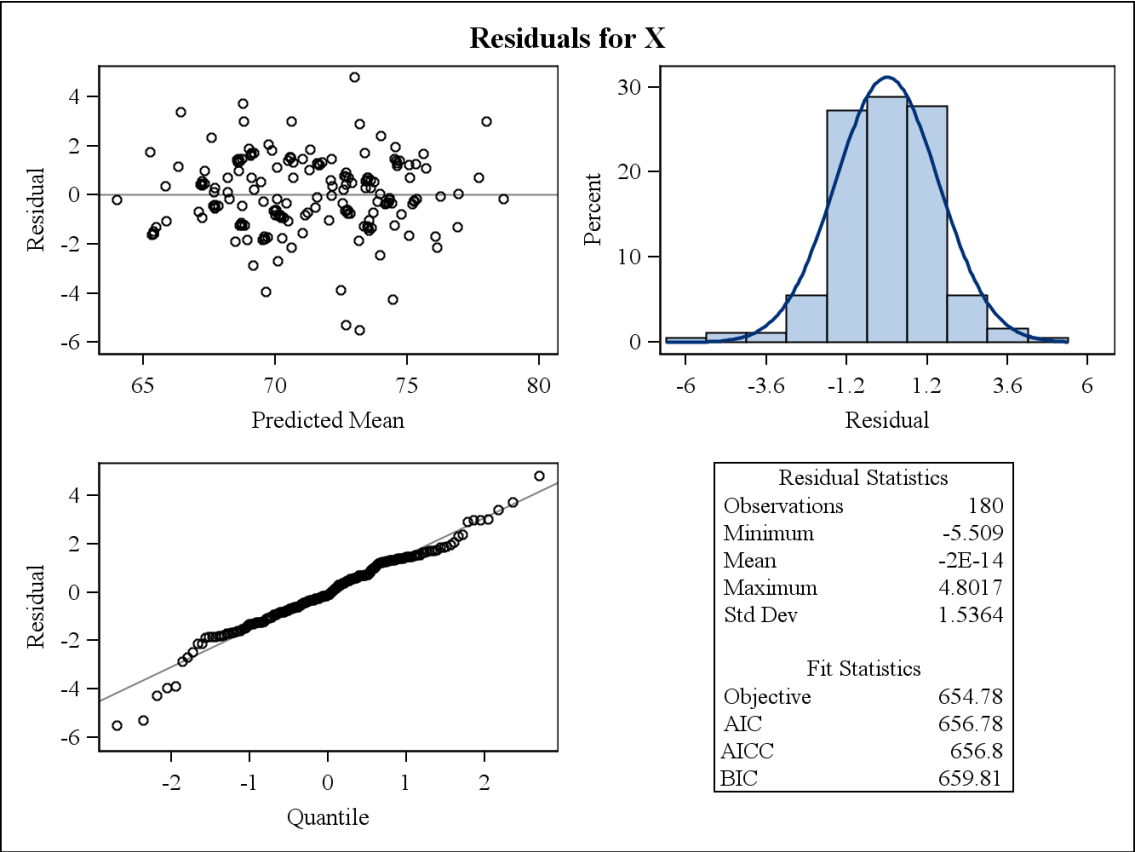 Residuals for X
4
2
0
-2
-4
-6
Residual
65 70 75 80
Predicted Mean
30
20
10
0
Percent
-6 -3.6 -1.2 1.2 3.6 6
Residual
4
2
0
-2
-4
-6
Residual
-2 -1 0 1 2
Quantile
Residual Statistics
Observations 180
Minimum -5.509
Mean -2E-14
Maximum 4.8017
Std Dev 1.5364
Fit Statistics
Objective 654.78
AIC 656.78
AICC 656.8
BIC 659.81